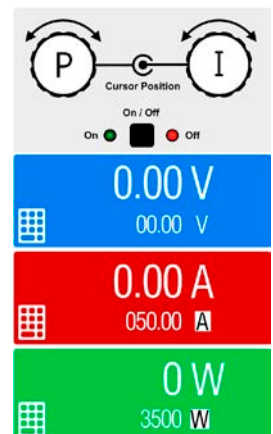 P C I
Cursor Position
On / Off
On Off
0.00 V
00.00 V
0.00 A
050.00 A
0 W
3500 W